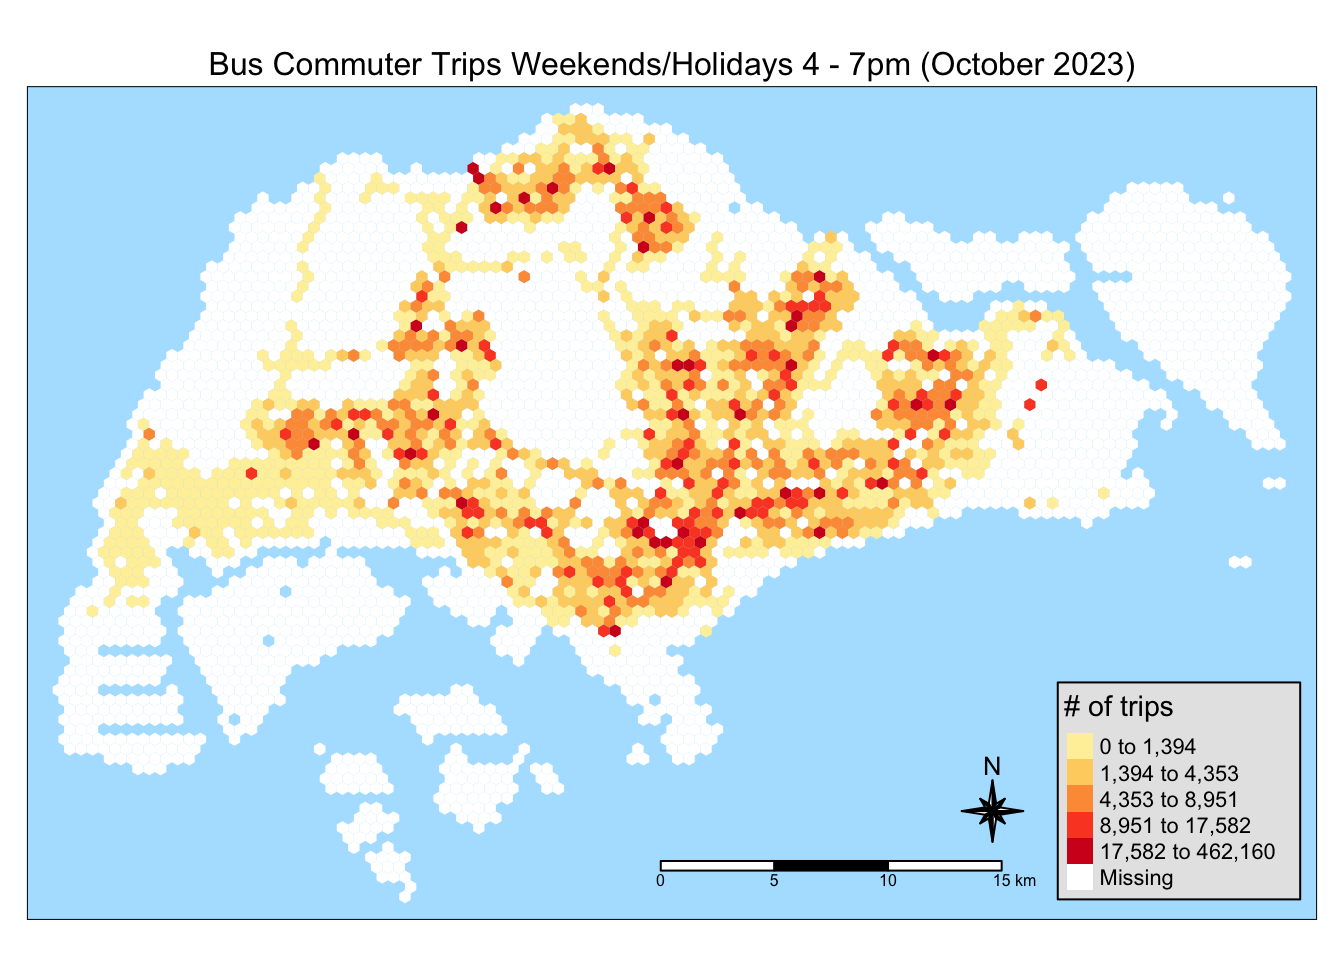 Bus Commuter Trips Weekends/Holidays 4 - 7pm (October 2023)
# of trips
0 to 1,394
1,394 to 4,353
4,353 to 8,951
8,951 to 17,582
17,582 to 462,160
Missing
N
0 5 10 15 km